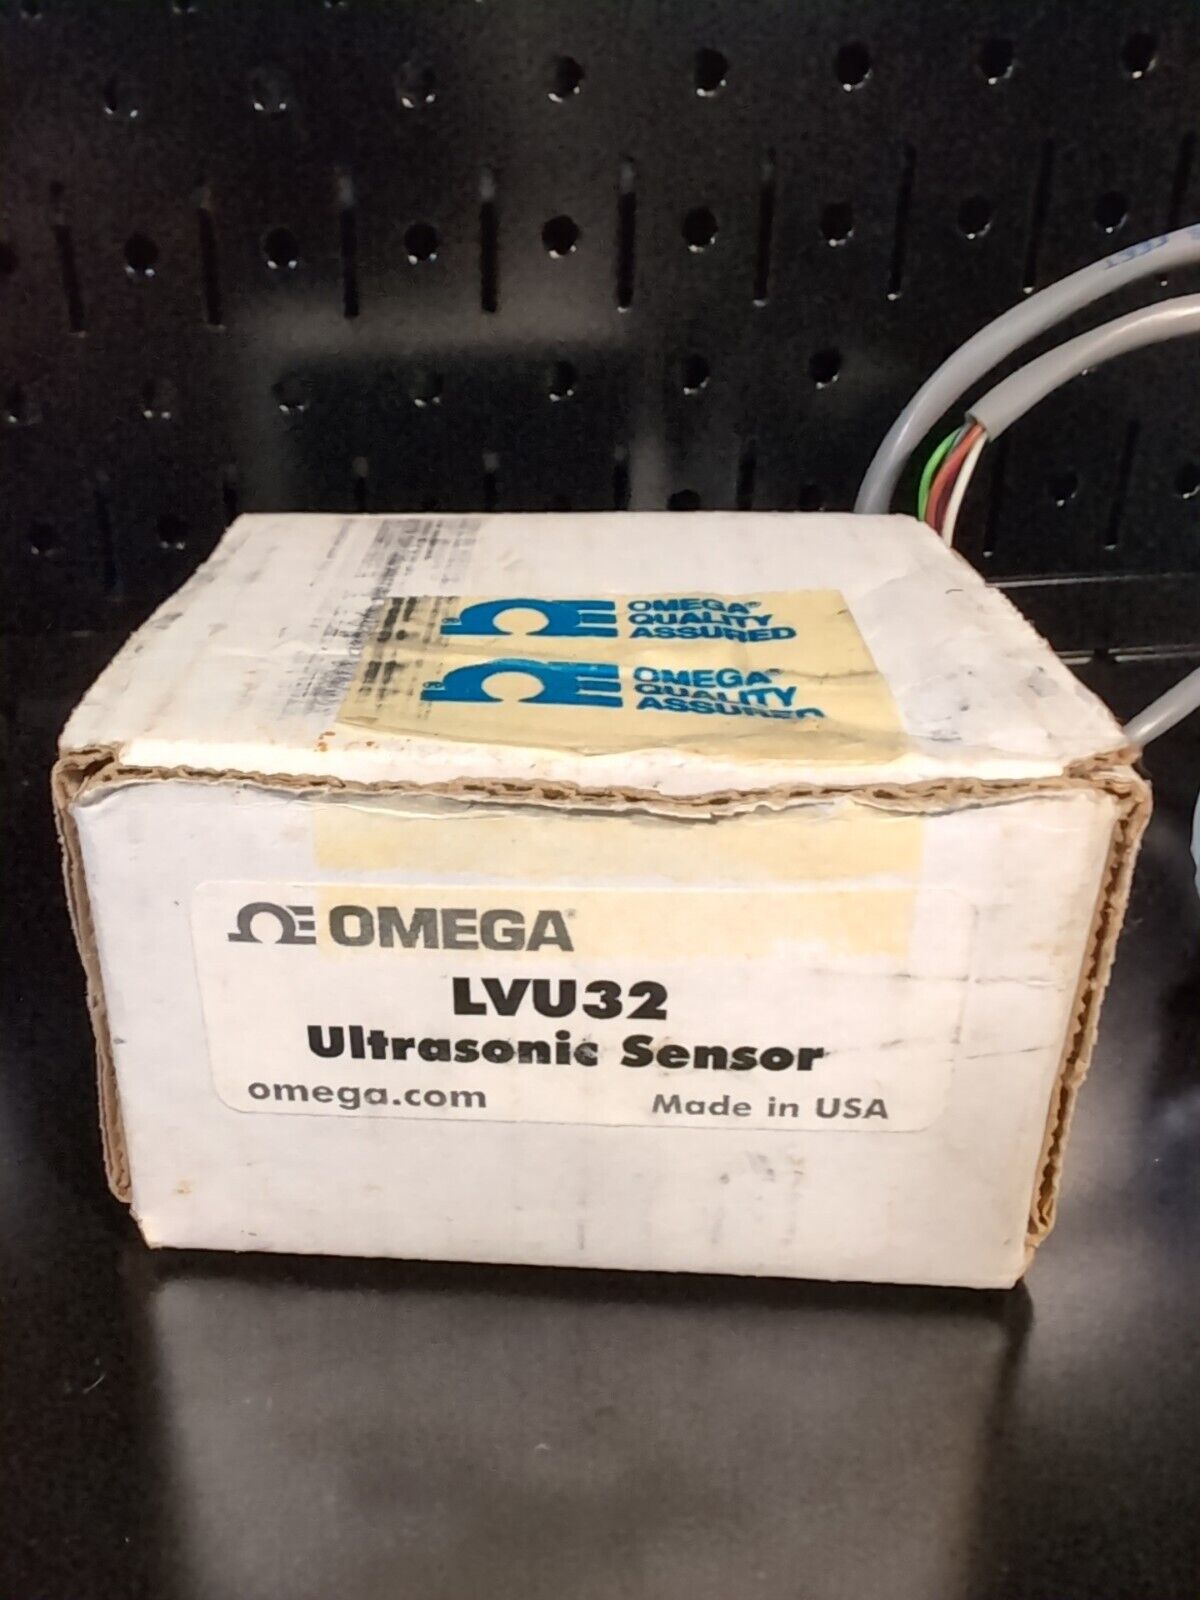 OMEGA®
QUALITY
ASSURED
OMEGA®
QUALITY
ASSURED
OMEGA®
LVU32
Ultrasonic Sensor
omega.com Made in USA